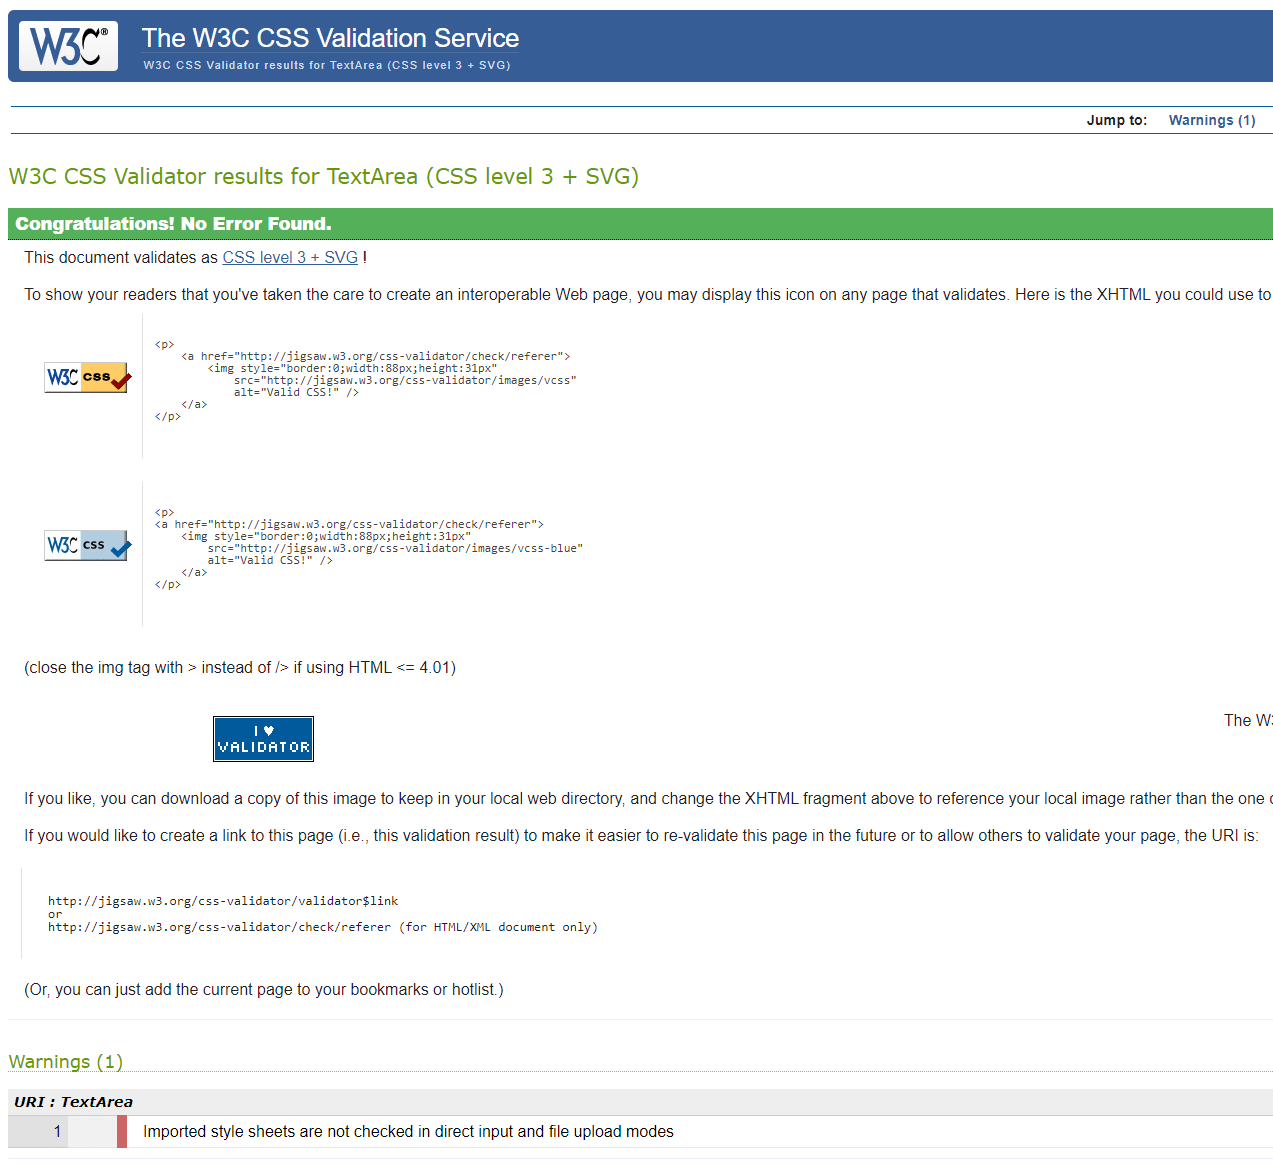 W3C®
The W3C CSS Validation Service
W3C CSS Validator results for TextArea (CSS level 3 + SVG)
Jump to: Warnings (1)
W3C CSS Validator results for TextArea (CSS level 3 + SVG)
Congratulations! No Error Found.
This document validates as CSS level 3 + SVG !
To show your readers that you've taken the care to create an interoperable Web page, you may display this icon on any page that validates. Here is the XHTML you could use to
W3C css
<p>
<a href="http://jigsaw.w3.org/css-validator/check/referer">
<img style="border:0;width:88px;height:31px"
src="http://jigsaw.w3.org/css-validator/images/vcss"
alt="Valid CSS!" />
</a>
</p>
W3C css
<p>
<a href="http://jigsaw.w3.org/css-validator/check/referer">
<img style="border:0;width:88px;height:31px"
src="http://jigsaw.w3.org/css-validator/images/vcss-blue"
alt="Valid CSS!" />
</a>
</p>
(close the img tag with > instead of /> if using HTML <= 4.01)
I ♥
VALIDATOR
The W3
If you like, you can download a copy of this image to keep in your local web directory, and change the XHTML fragment above to reference your local image rather than the one
If you would like to create a link to this page (i.e., this validation result) to make it easier to re-validate this page in the future or to allow others to validate your page, the URI is:
http://jigsaw.w3.org/css-validator/validator$link
or
http://jigsaw.w3.org/css-validator/check/referer (for HTML/XML document only)
(Or, you can just add the current page to your bookmarks or hotlist.)
Warnings (1)
URI : TextArea
1 Imported style sheets are not checked in direct input and file upload modes